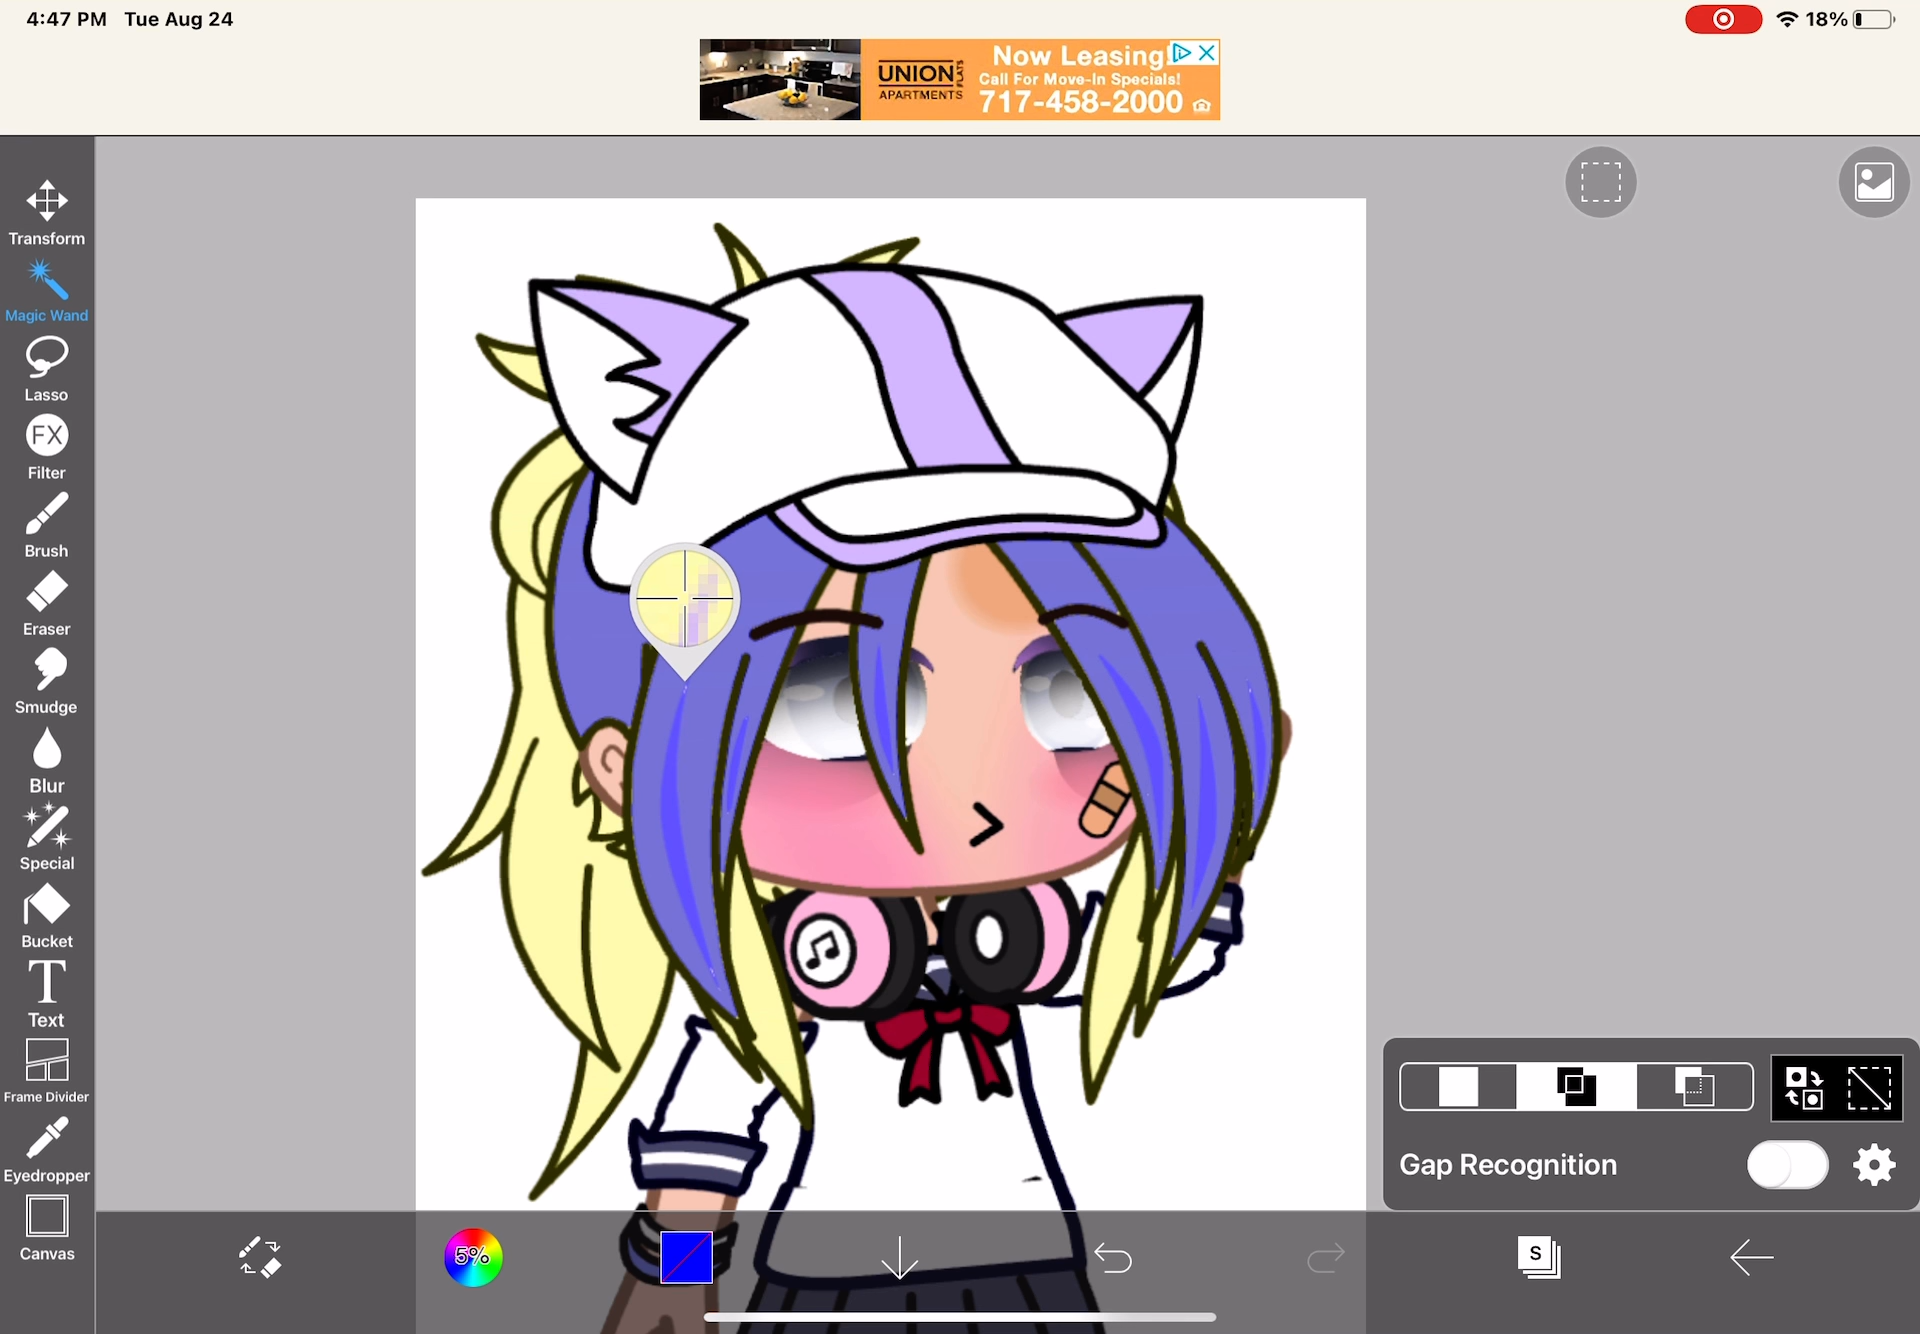 4:47 PM Tue Aug 24
18%
Now Leasing!
UNION FLATS
APARTMENTS
Call For Move-In Specials!
717-458-2000
Transform
Magic Wand
Lasso
FX
Filter
Brush
Eraser
Smudge
Blur
Special
Bucket
T
Text
Frame Divider
Eyedropper
Canvas
Gap Recognition
5%
S